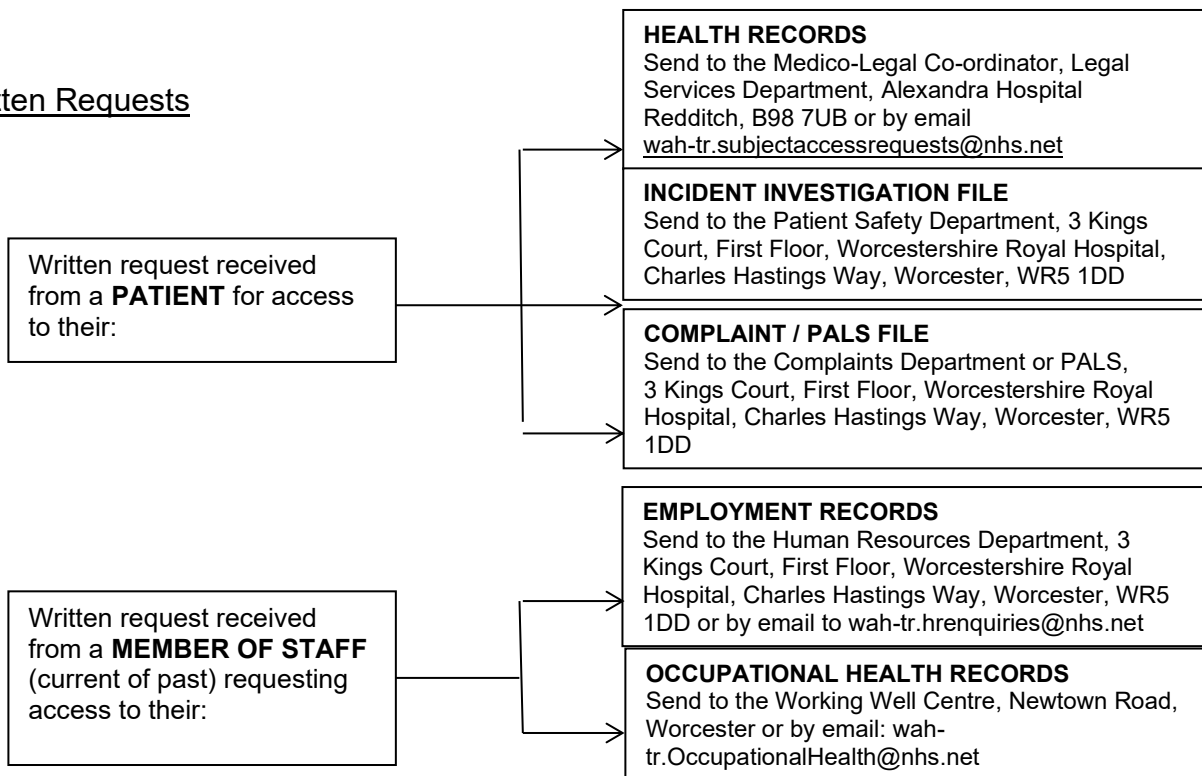 tten Requests
HEALTH RECORDS
Send to the Medico-Legal Co-ordinator, Legal
Services Department, Alexandra Hospital
Redditch, B98 7UB or by email
wah-tr.subjectaccessrequests@nhs.net
INCIDENT INVESTIGATION FILE
Send to the Patient Safety Department, 3 Kings
Court, First Floor, Worcestershire Royal Hospital,
Charles Hastings Way, Worcester, WR5 1DD
Written request received
from a PATIENT for access
to their:
COMPLAINT / PALS FILE
Send to the Complaints Department or PALS,
3 Kings Court, First Floor, Worcestershire Royal
Hospital, Charles Hastings Way, Worcester, WR5
1DD
EMPLOYMENT RECORDS
Send to the Human Resources Department, 3
Kings Court, First Floor, Worcestershire Royal
Hospital, Charles Hastings Way, Worcester, WR5
1DD or by email to wah-tr.hrenquiries@nhs.net
Written request received
from a MEMBER OF STAFF
(current of past) requesting
access to their:
OCCUPATIONAL HEALTH RECORDS
Send to the Working Well Centre, Newtown Road,
Worcester or by email: wah-
tr.OccupationalHealth@nhs.net